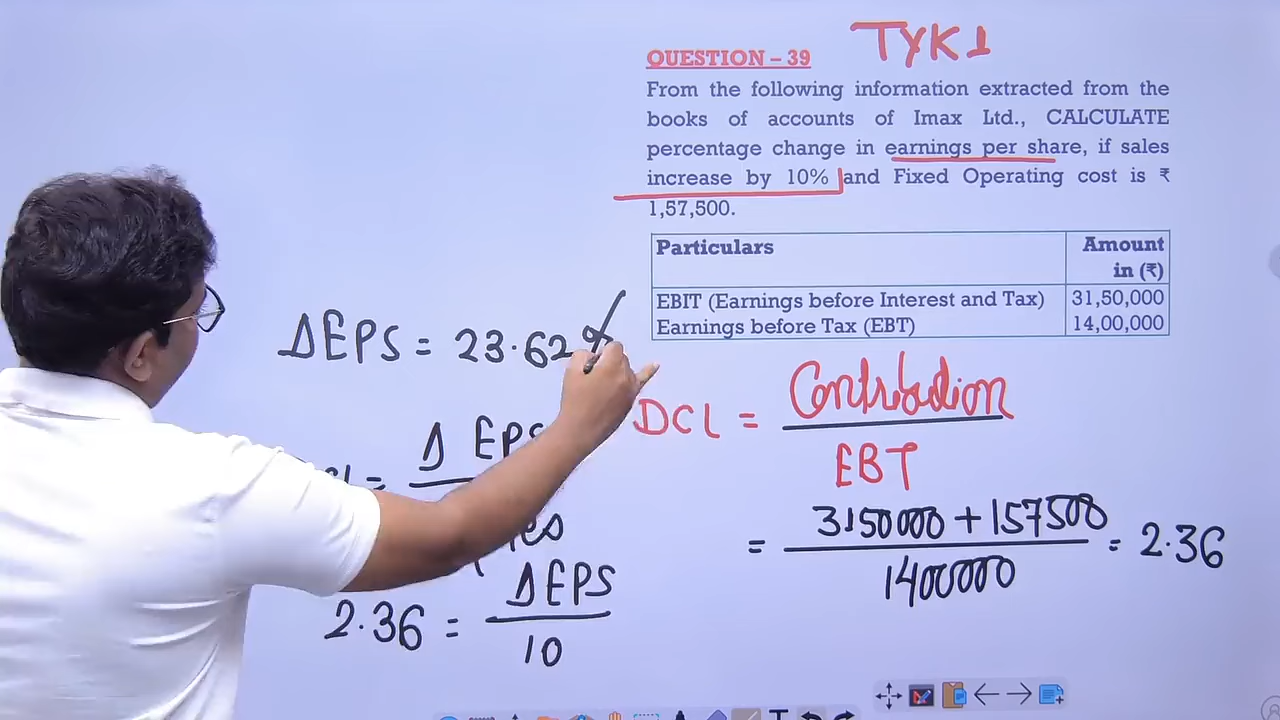 TYK1
QUESTION – 39
From the following information extracted from the
books of accounts of Imax Ltd., CALCULATE
percentage change in earnings per share, if sales
increase by 10% and Fixed Operating cost is ₹
1,57,500.
Particulars Amount
in (₹)
EBIT (Earnings before Interest and Tax) 31,50,000
Earnings before Tax (EBT) 14,00,000
ΔEPS = 23.62%
DCL = Contribution
EBT
= 3150000 + 157500 = 2.36
1400000
= Δ EPS
2.36 = ΔEPS
10